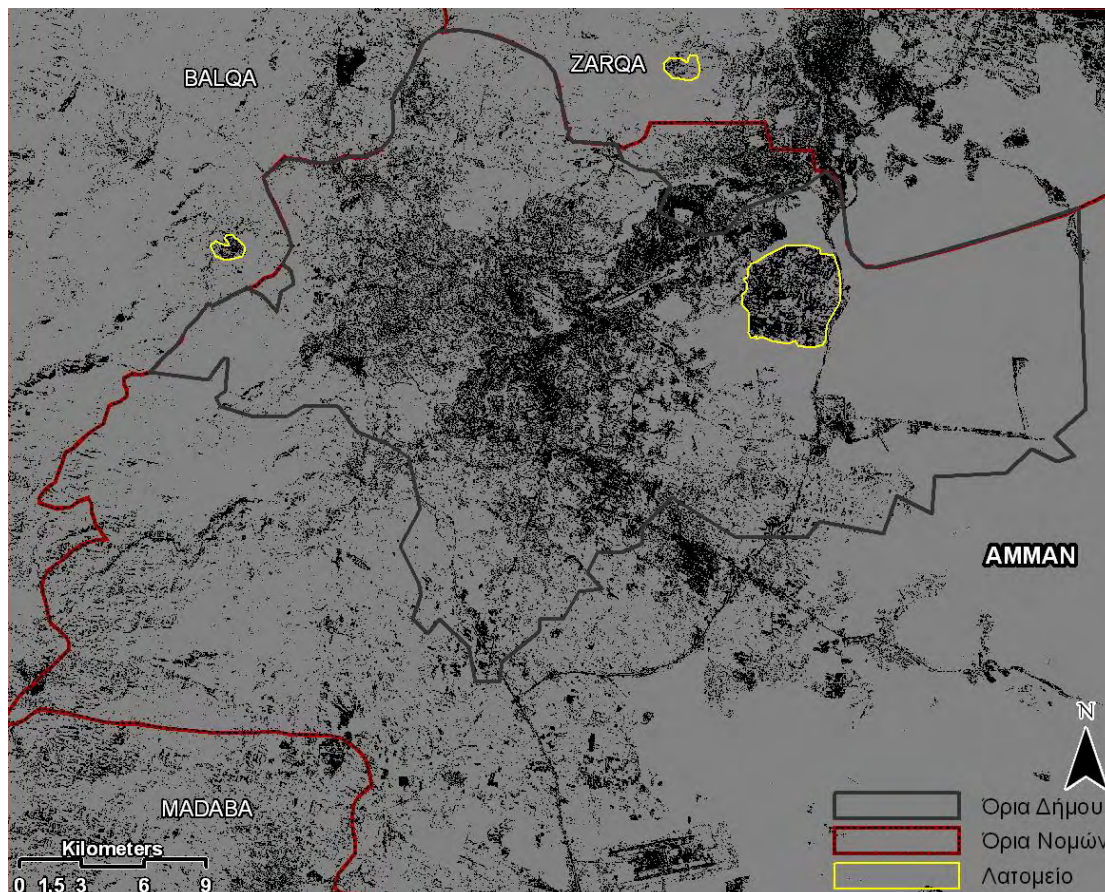 BALQA
ZARQA
AMMAN
MADABA
N
Kilometers
0 1.5 3 6 9
Όρια Δήμου
Όρια Νομών
Λατομείο